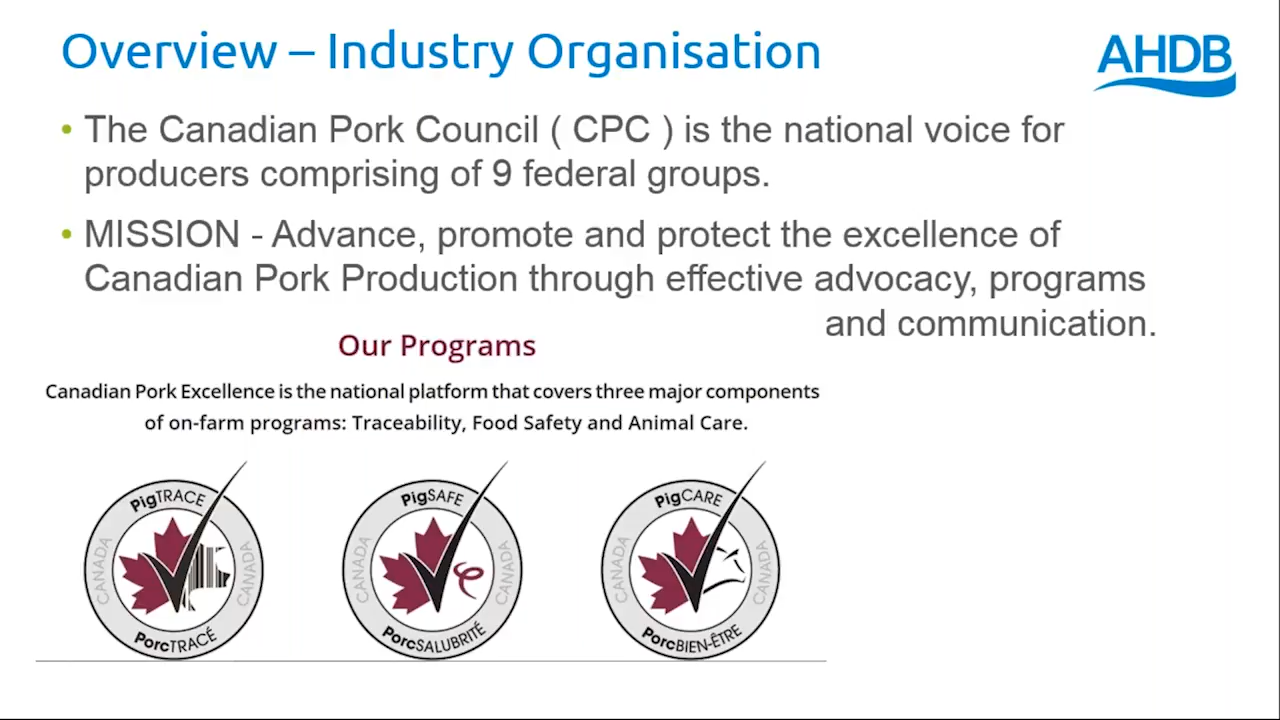 Overview – Industry Organisation
AHDB
• The Canadian Pork Council ( CPC ) is the national voice for
producers comprising of 9 federal groups.
• MISSION - Advance, promote and protect the excellence of
Canadian Pork Production through effective advocacy, programs
and communication.
Our Programs
Canadian Pork Excellence is the national platform that covers three major components
of on-farm programs: Traceability, Food Safety and Animal Care.
PigTRACE
CANADA
CANADA
PorcTRACÉ
PigSAFE
CANADA
CANADA
PorcSALUBRITÉ
PigCARE
CANADA
CANADA
PorcBIEN-ÊTRE